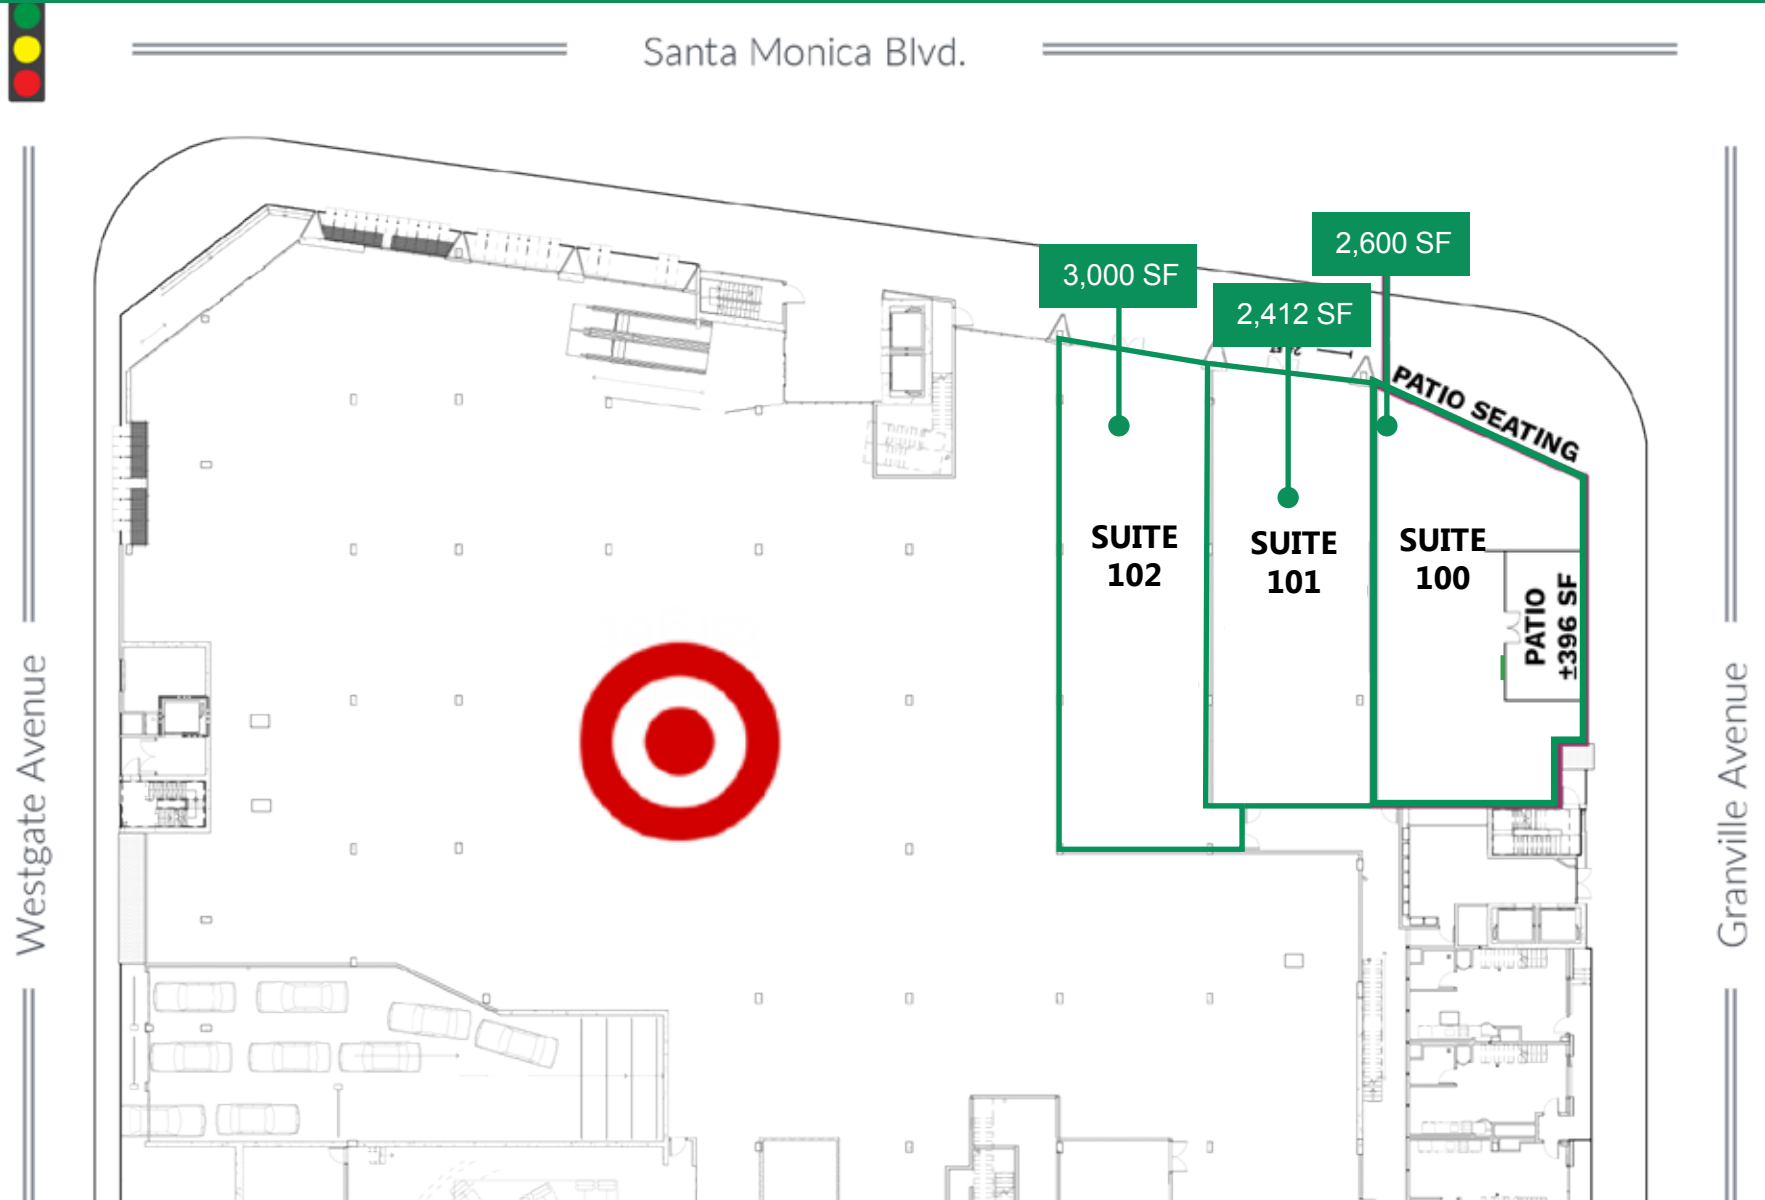 Santa Monica Blvd.
2,600 SF
3,000 SF
2,412 SF
PATIO SEATING
SUITE
102
SUITE
101
SUITE
100
PATIO
±396 SF
Westgate Avenue
Granville Avenue